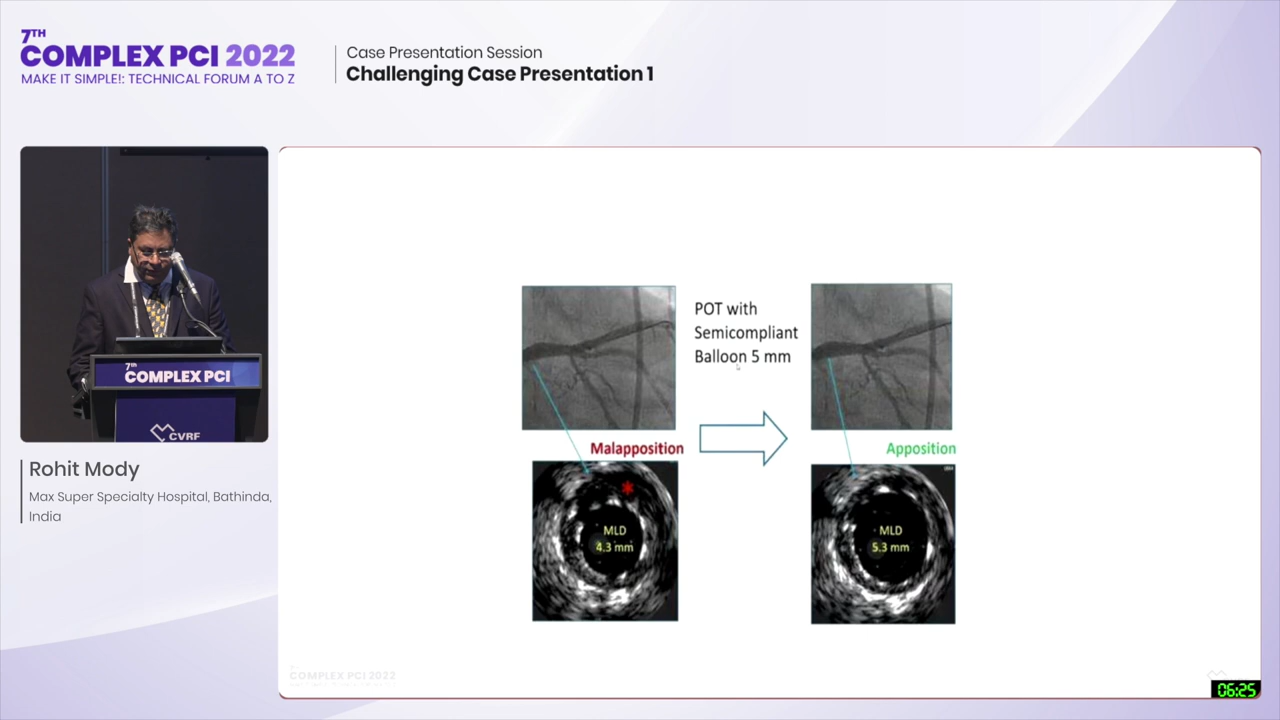 7TH
COMPLEX PCI 2022
MAKE IT SIMPLE!: TECHNICAL FORUM A TO Z
Case Presentation Session
Challenging Case Presentation 1
7th
COMPLEX PCI
CVRF
Rohit Mody
Max Super Specialty Hospital, Bathinda,
India
POT with
Semicompliant
Balloon 5 mm
Malapposition
Apposition
MLD
4.3 mm
MLD
5.3 mm
COMPLEX PCI 2022
06:25